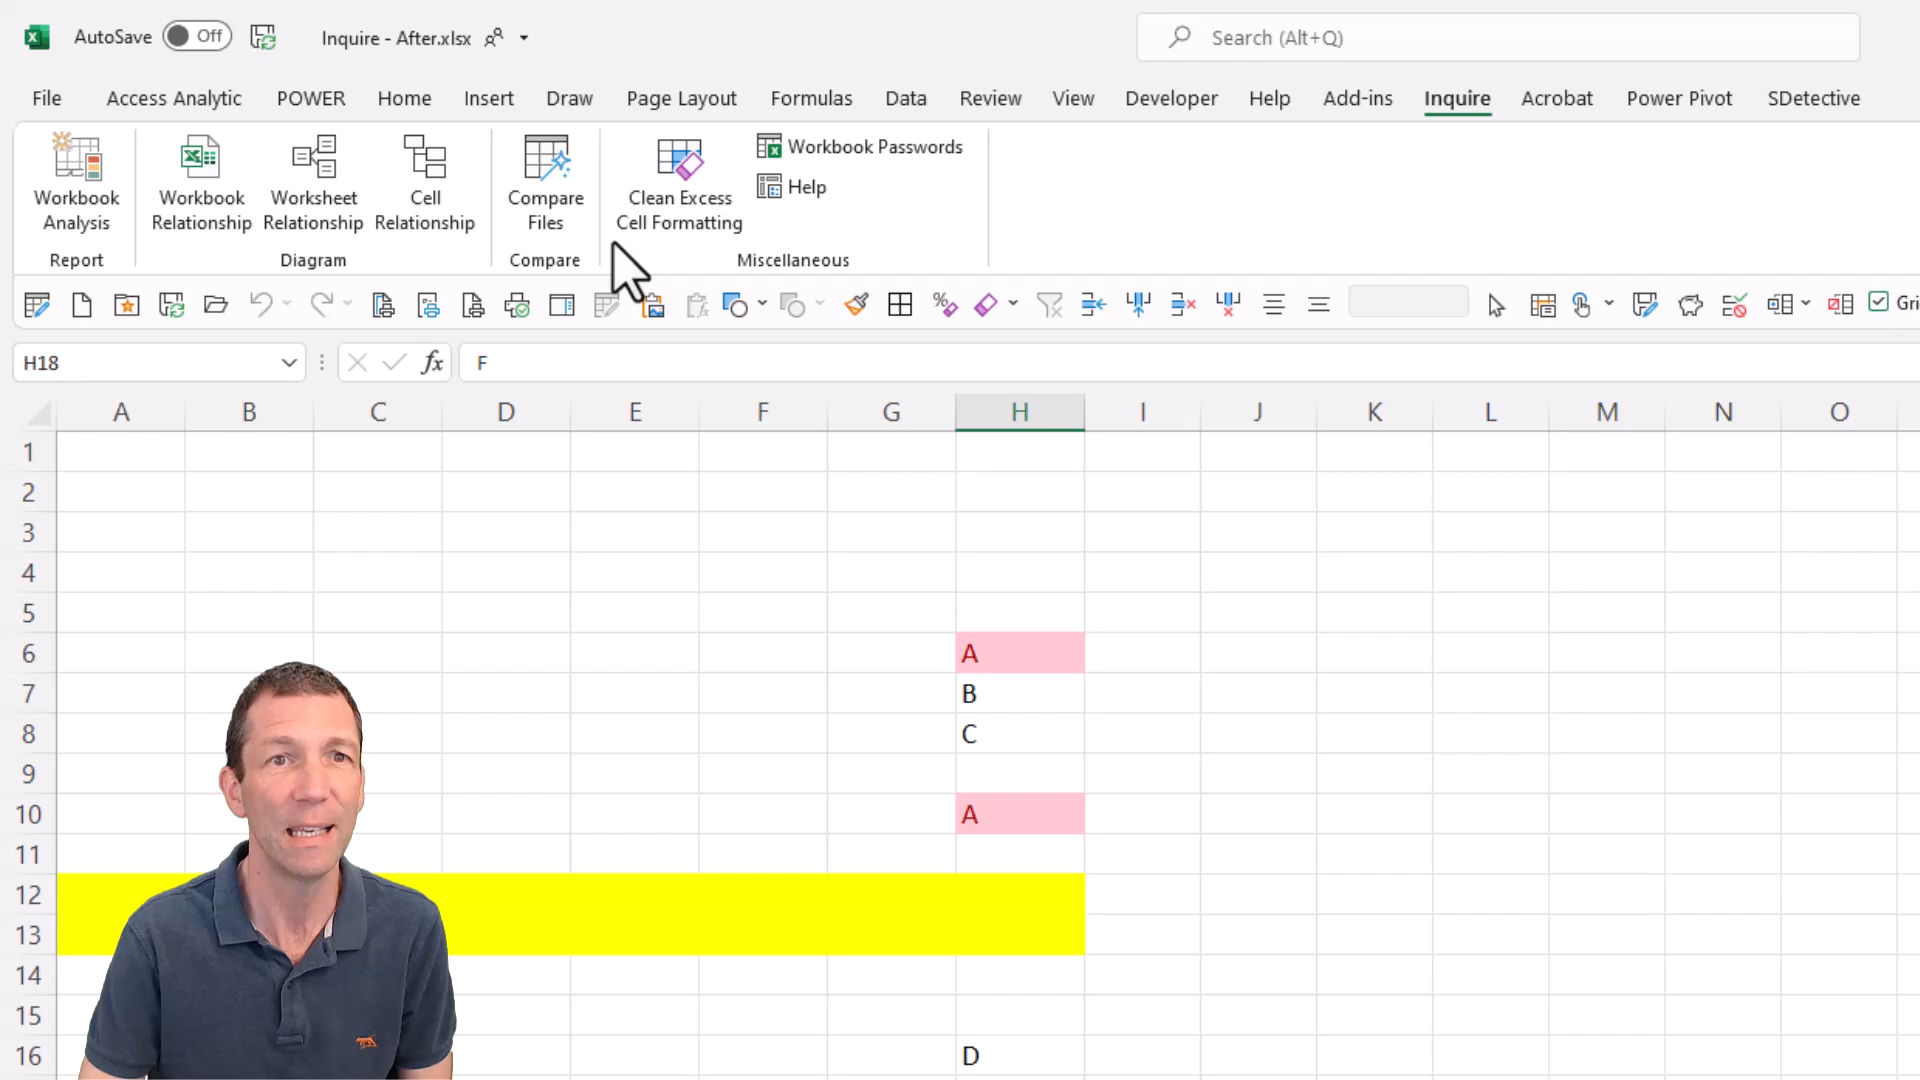 AutoSave Off Inquire - After.xlsx Search (Alt+Q)
File Access Analytic POWER Home Insert Draw Page Layout Formulas Data Review View Developer Help Add-ins Inquire Acrobat Power Pivot SDetective
Workbook Analysis
Workbook Relationship
Worksheet Relationship
Cell Relationship
Compare Files
Clean Excess Cell Formatting
Workbook Passwords
Help
Report Diagram Compare Miscellaneous
Gri
H18 fx F
A B C D E F G H I J K L M N O
1
2
3
4
5
6 A
7 B
8 C
9
10 A
11
12
13
14
15
16 D